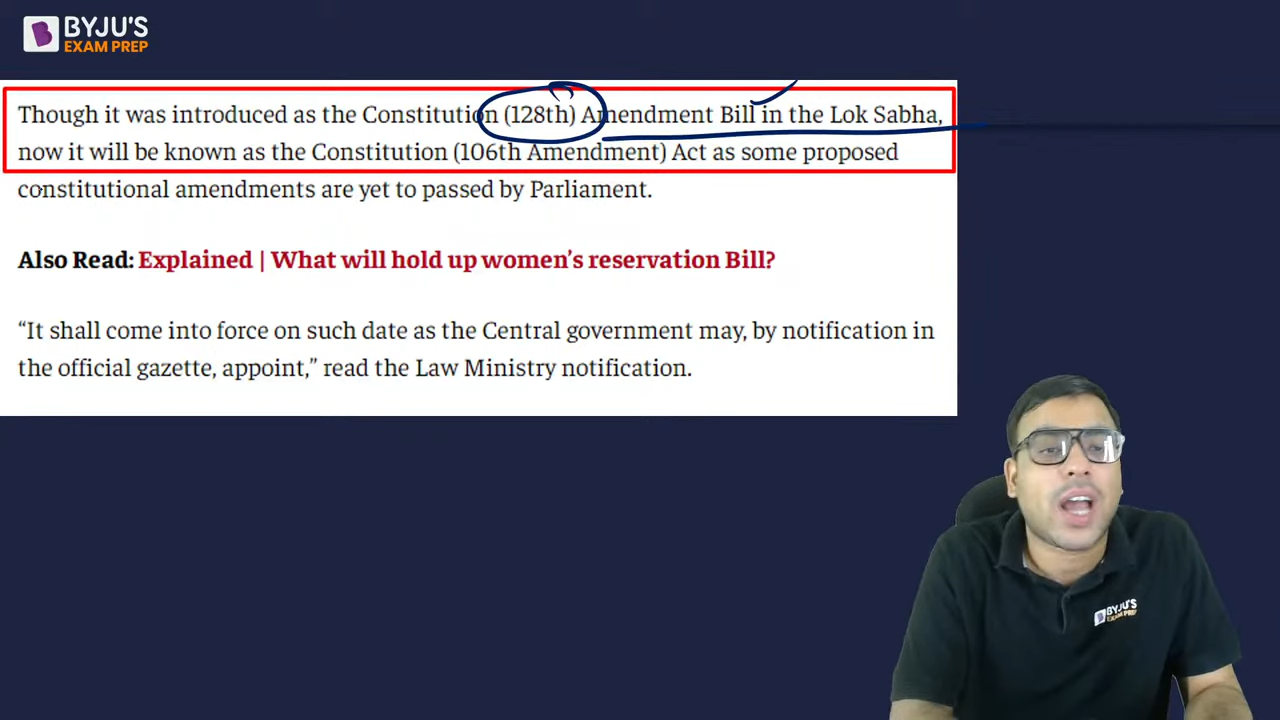 BYJU'S
EXAM PREP
Though it was introduced as the Constitution (128th) Amendment Bill in the Lok Sabha,
now it will be known as the Constitution (106th Amendment) Act as some proposed
constitutional amendments are yet to passed by Parliament.
Also Read: Explained | What will hold up women’s reservation Bill?
“It shall come into force on such date as the Central government may, by notification in
the official gazette, appoint,” read the Law Ministry notification.
BYJU'S
EXAM PREP